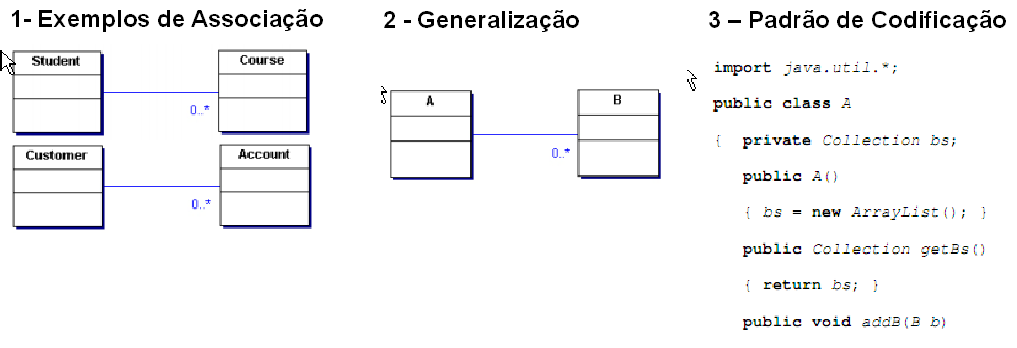 1- Exemplos de Associação
Student
Course
0..*
Customer
Account
0..*
2 - Generalização
A
B
0..*
3 – Padrão de Codificação
import java.util.*;
public class A
{ private Collection bs;
public A()
{ bs = new ArrayList(); }
public Collection getBs()
{ return bs; }
public void addB(B b)